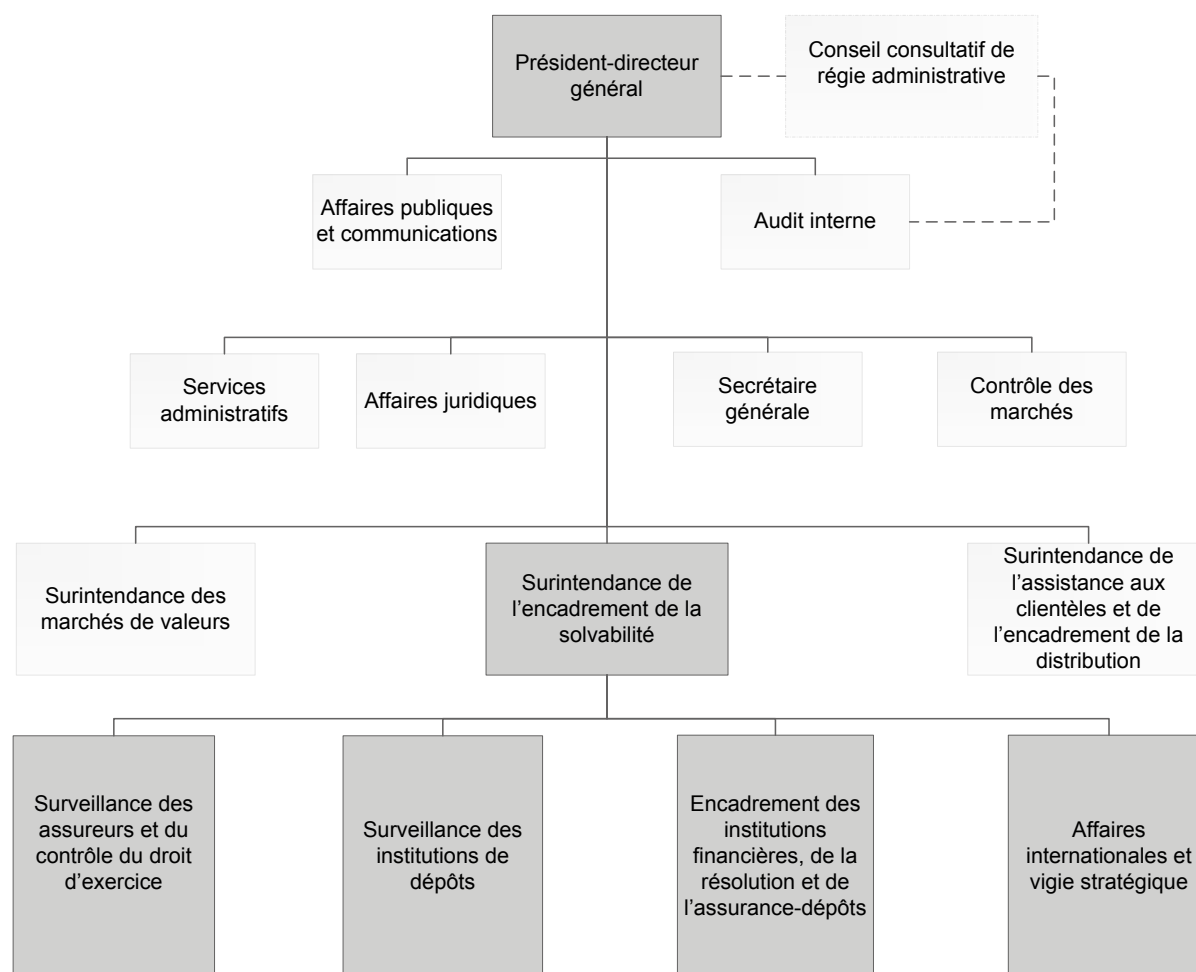 Président-directeur
général
Conseil consultatif de
régie administrative
Affaires publiques
et communications
Audit interne
Services
administratifs
Affaires juridiques
Secrétaire
générale
Contrôle des
marchés
Surintendance des
marchés de valeurs
Surintendance de
l’encadrement de la
solvabilité
Surintendance de
l’assistance aux
clientèles et de
l’encadrement de la
distribution
Surveillance des
assureurs et du
contrôle du droit
d’exercice
Surveillance des
institutions de
dépôts
Encadrement des
institutions
financières, de la
résolution et de
l’assurance-dépôts
Affaires
internationales et
vigie stratégique